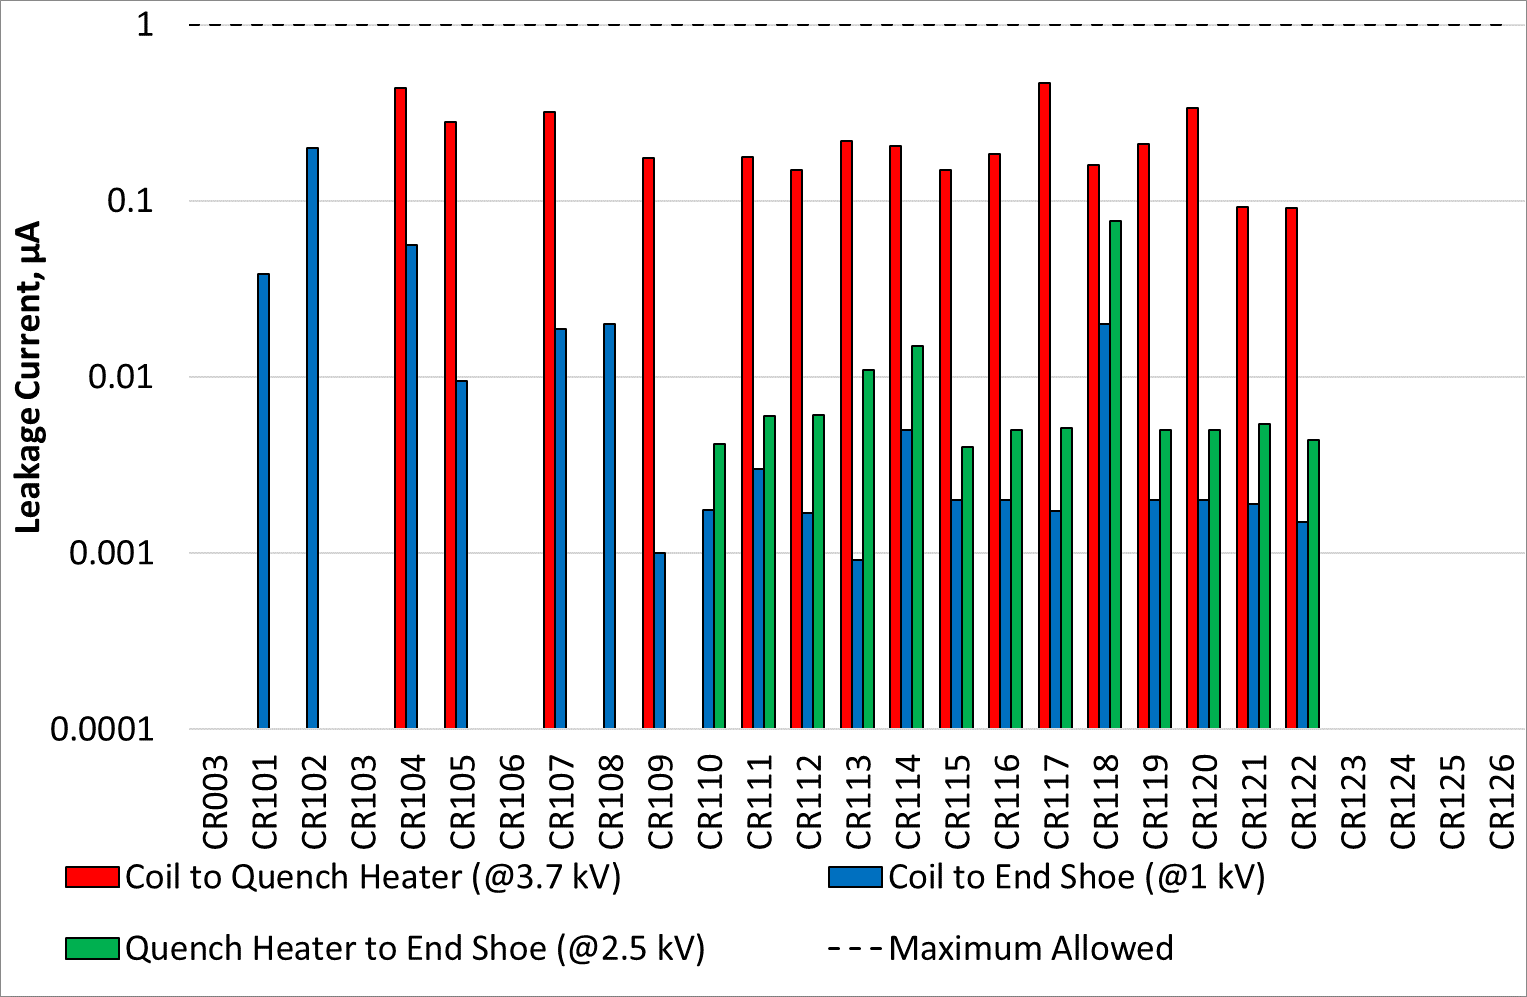 1
0.1
0.01
0.001
0.0001
Leakage Current, µA
CR003
CR101
CR102
CR103
CR104
CR105
CR106
CR107
CR108
CR109
CR110
CR111
CR112
CR113
CR114
CR115
CR116
CR117
CR118
CR119
CR120
CR121
CR122
CR123
CR124
CR125
CR126
Coil to Quench Heater (@3.7 kV)
Coil to End Shoe (@1 kV)
Quench Heater to End Shoe (@2.5 kV)
Maximum Allowed